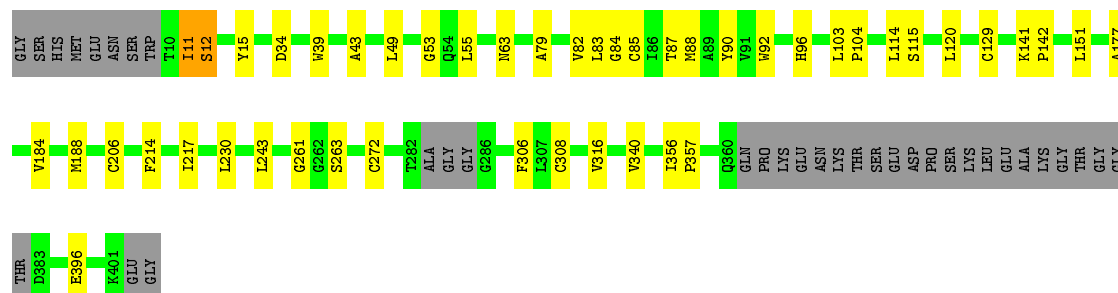 GLY SER HIS MET GLU ASN SER TRP T10 I11 S12 Y15 D34 W39 A43 L49 G53 Q54 L55 N63 A79 V82 L83 G84 C85 I86 T87 M88 A89 Y90 V91 W92 H96 L103 P104 L114 S115 L120 C129 K141 P142 L151 A177
V184 M188 C206 F214 I217 L230 L243 G261 G262 S263 C272 T282 ALA GLY GLY G286 F306 L307 C308 V316 V340 I356 P357 Q360 GLN PRO LYS GLU ASN LYS THR SER GLU ASP PRO SER LYS LEU GLU ALA LYS GLY THR GLY GLY
THR D383 E396 K401 GLU GLY